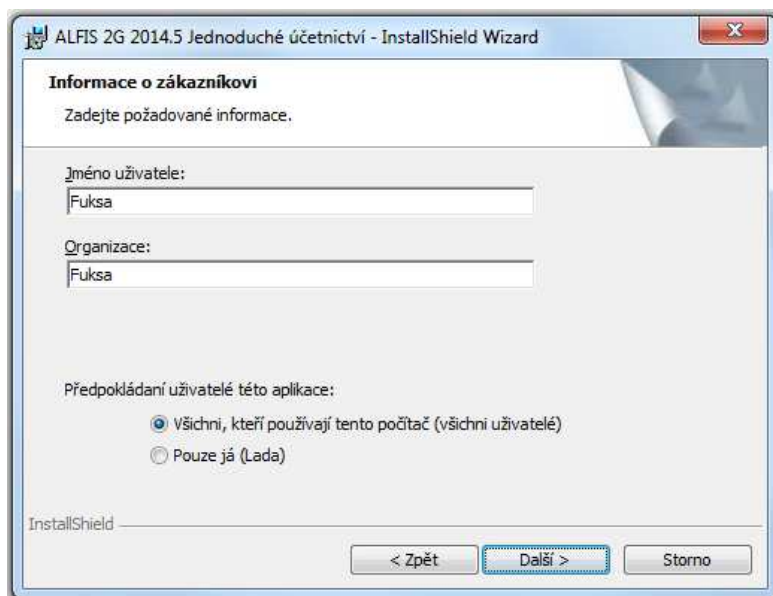 ALFIS 2G 2014.5 Jednoduché účetnictví - InstallShield Wizard
Informace o zákazníkovi
Zadejte požadované informace.
Jméno uživatele:
Fuksa
Organizace:
Fuksa
Předpokládaní uživatelé této aplikace:
Všichni, kteří používají tento počítač (všichni uživatelé)
Pouze já (Lada)
InstallShield
< Zpět Další > Storno